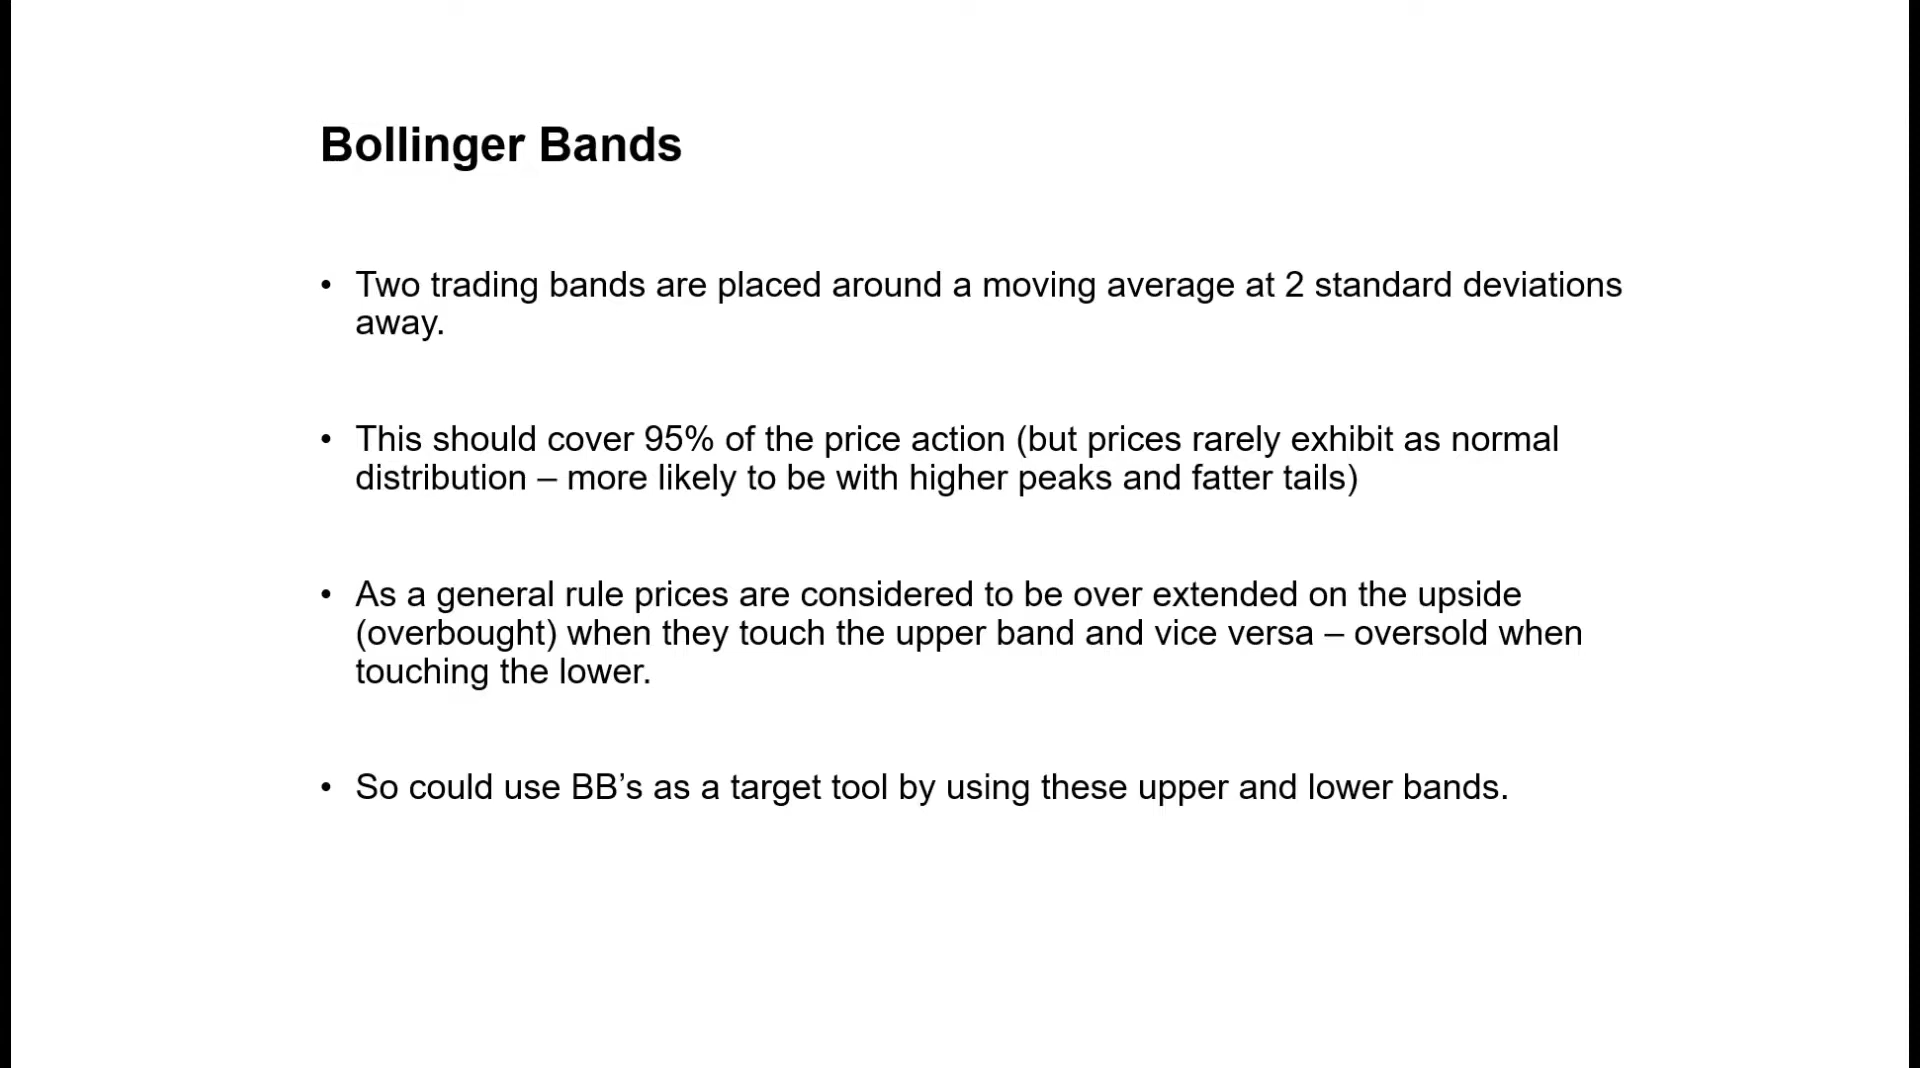 Bollinger Bands
• Two trading bands are placed around a moving average at 2 standard deviations
away.
• This should cover 95% of the price action (but prices rarely exhibit as normal
distribution – more likely to be with higher peaks and fatter tails)
• As a general rule prices are considered to be over extended on the upside
(overbought) when they touch the upper band and vice versa – oversold when
touching the lower.
• So could use BB’s as a target tool by using these upper and lower bands.